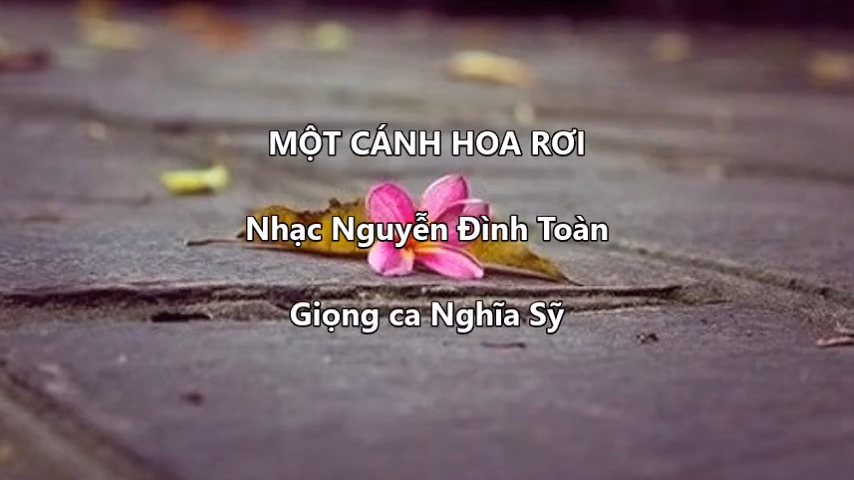 MỘT CÁNH HOA RƠI
Nhạc Nguyễn Đình Toàn
Giọng ca Nghĩa Sỹ